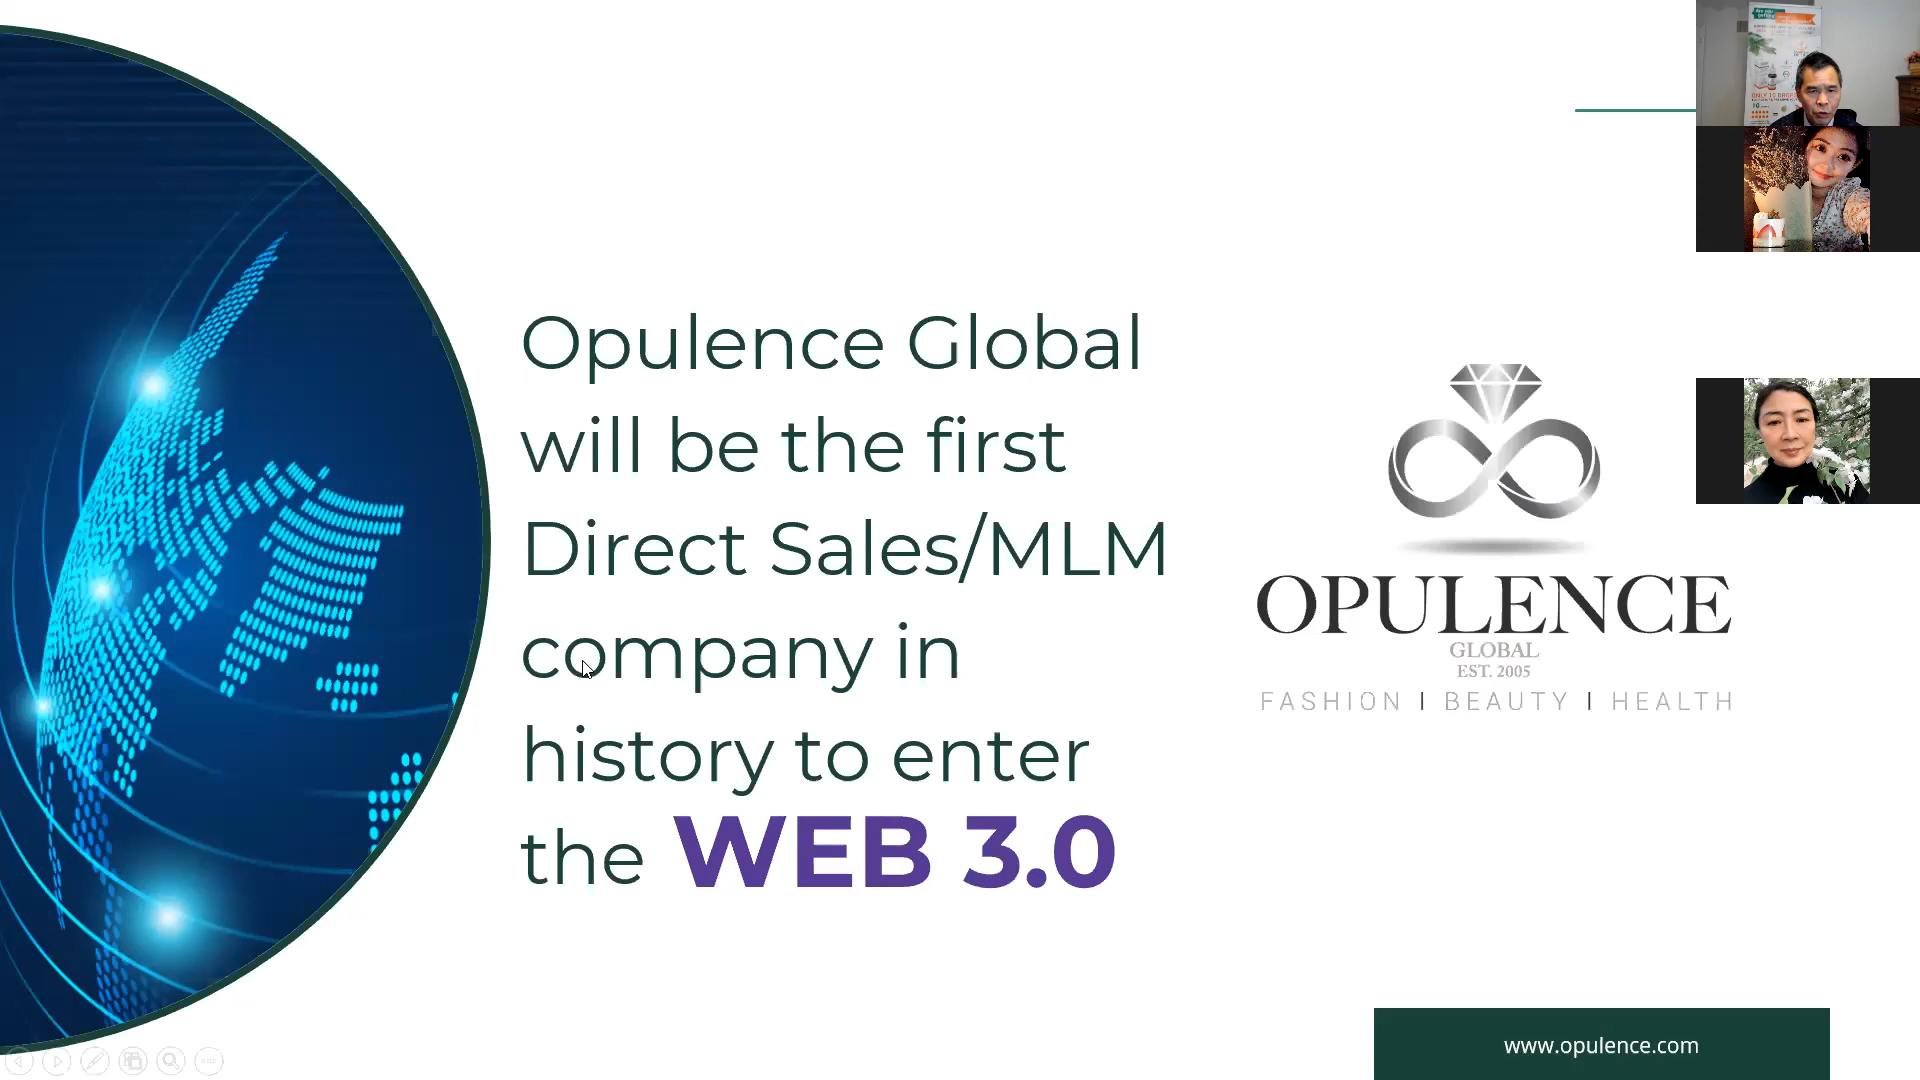 Opulence Global
will be the first
Direct Sales/MLM
company in
history to enter
the WEB 3.0
OPULENCE
GLOBAL
EST. 2005
FASHION | BEAUTY | HEALTH
www.opulence.com